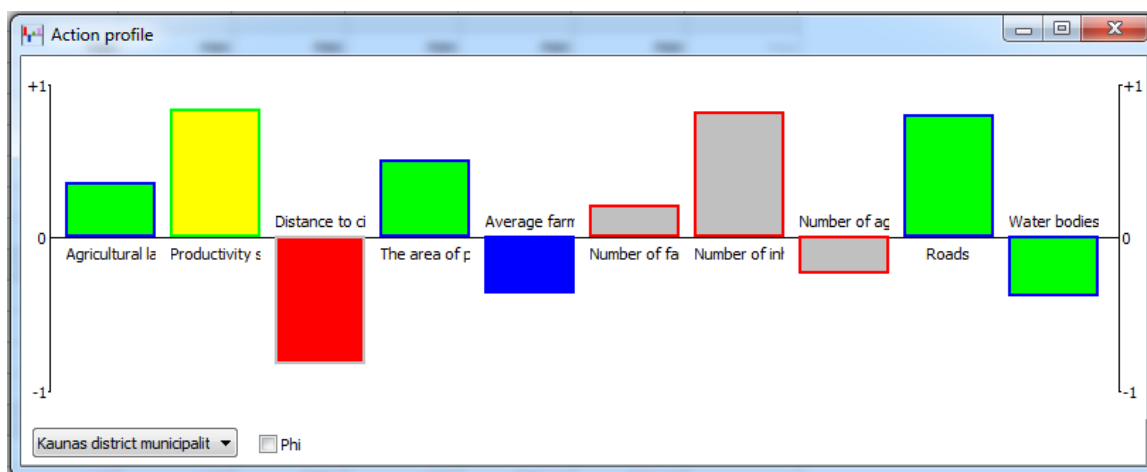 Action profile
+1 +1
Distance to ci Average farm Number of ag Water bodies
0 0
Agricultural la Productivity s The area of p Number of fa Number of inh Roads
-1 -1
Kaunas district municipalit Phi